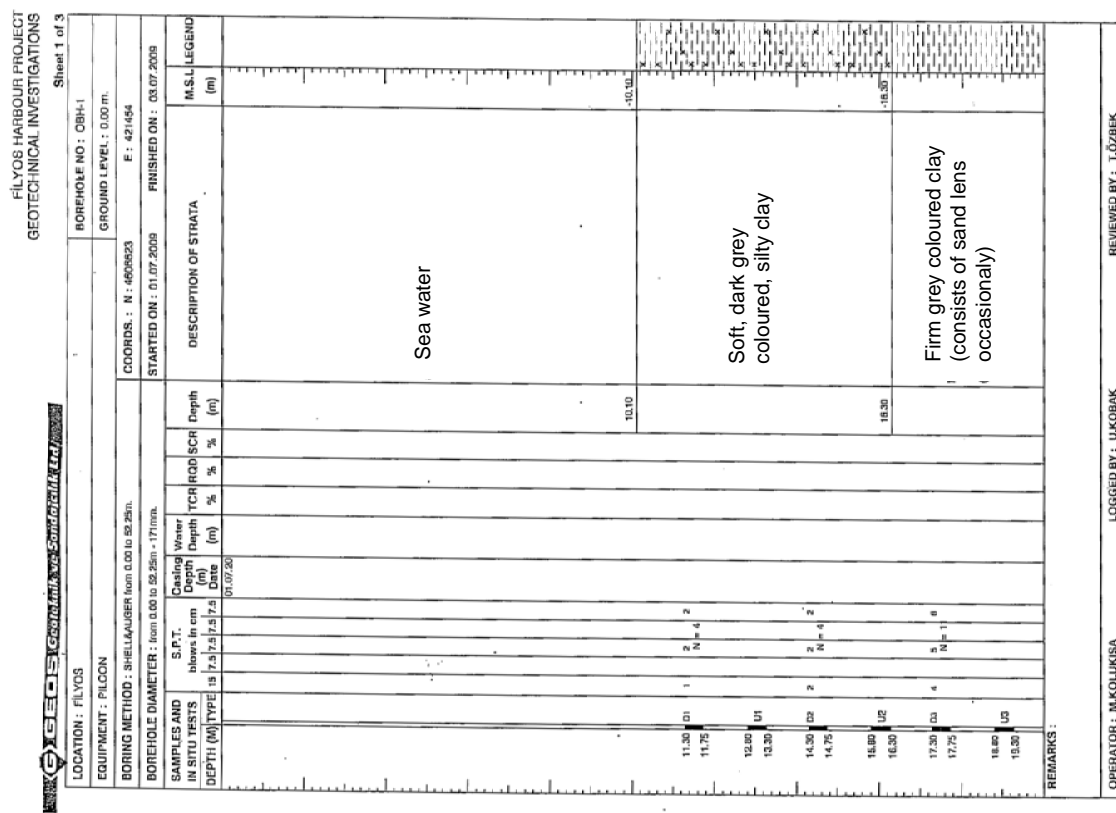 FİLYOS HARBOUR PROJECT
GEOTECHNICAL INVESTIGATIONS
Sheet 1 of 3
GEOS Geoteknik ve Sondajcılık Ltd.
LOCATION : FİLYOS
BOREHOLE NO : OBH-1
EQUIPMENT : PILCON
GROUND LEVEL : 0.00 m.
BORING METHOD : SHELL&AUGER from 0.00 to 52.25m.
COORDS. : N : 4606623 E : 421454
BOREHOLE DIAMETER : from 0.00 to 52.25m - 171mm.
STARTED ON : 01.07.2009 FINISHED ON : 03.07.2009
SAMPLES AND
IN SITU TESTS
DEPTH (M) TYPE
S.P.T.
blows in cm
15 7.5 7.5 7.5 7.5 7.5
Casing
Depth
(m)
Date
Water
Depth
(m)
TCR
%
RQD
%
SCR
%
Depth
(m)
DESCRIPTION OF STRATA
M.S.L
(m)
LEGEND
01.07.20
Sea water
10.10 -10.10
11.30 D1 1 2 2
11.75 N = 4
12.80 U1
13.30
Soft, dark grey
coloured, silty clay
14.30 D2 2 2 2
14.75 N = 4
15.80 U2
16.30
16.30 -16.30
17.30 D3 4 5 6
17.75 N = 11
Firm grey coloured clay
(consists of sand lens
occasionaly)
18.80 U3
19.30
REMARKS :
OPERATOR : M.KOLUKISA
LOGGED BY : U.KOBAK
REVIEWED BY : T.ÖZBEK